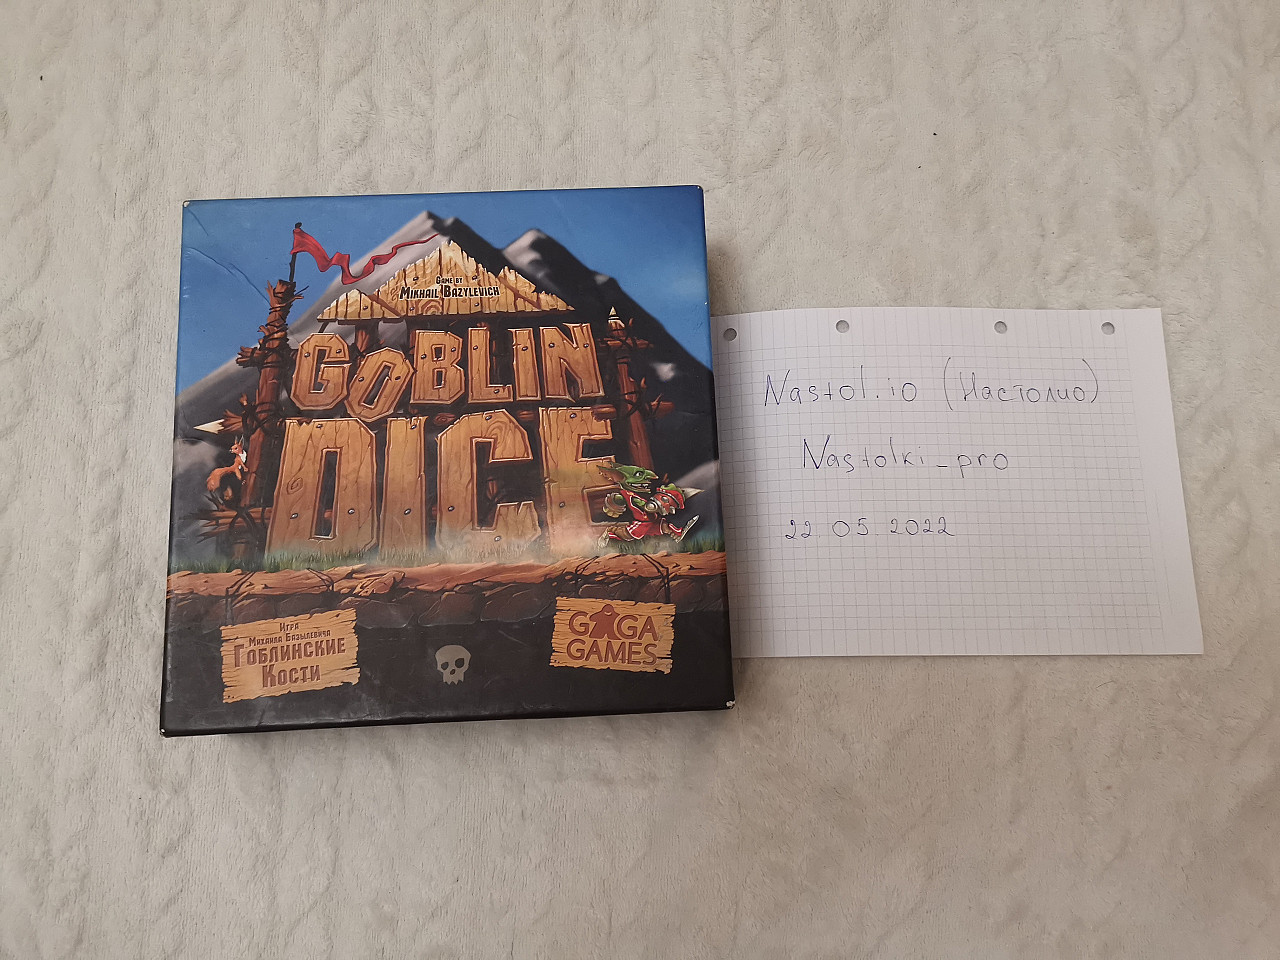 GAME BY
MIKHAIL BAZYLEVICH
GOBLIN
DICE
ИГРА
МИХАИЛА БАЗЫЛЕВИЧА
ГОБЛИНСКИЕ
КОСТИ
GAGA
GAMES
Nastol.io (Настолио)
Nastolki_pro
22.05.2022